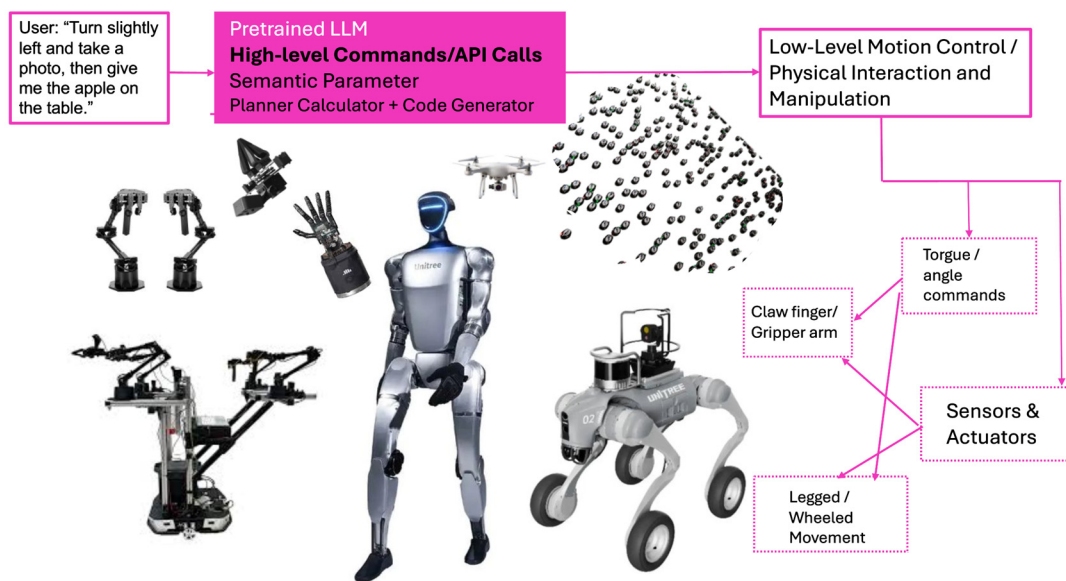 User: “Turn slightly
left and take a
photo, then give
me the apple on
the table.”
Pretrained LLM
High-level Commands/API Calls
Semantic Parameter
Planner Calculator + Code Generator
Low-Level Motion Control /
Physical Interaction and
Manipulation
Torgue /
angle
commands
Claw finger/
Gripper arm
Sensors &
Actuators
Legged /
Wheeled
Movement
Unitree
UNITREE
02